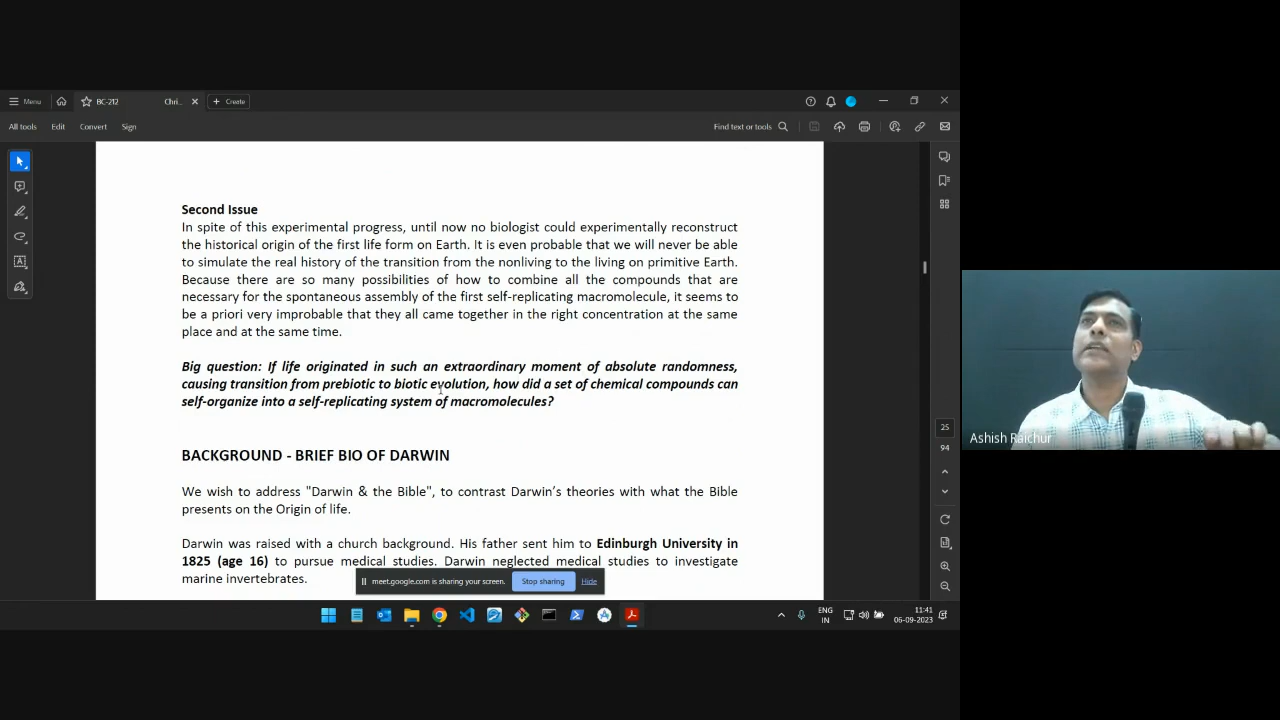 Menu
BC-212
Chri...
Create
All tools
Edit
Convert
Sign
Find text or tools
Second Issue
In spite of this experimental progress, until now no biologist could experimentally reconstruct
the historical origin of the first life form on Earth. It is even probable that we will never be able
to simulate the real history of the transition from the nonliving to the living on primitive Earth.
Because there are so many possibilities of how to combine all the compounds that are
necessary for the spontaneous assembly of the first self-replicating macromolecule, it seems to
be a priori very improbable that they all came together in the right concentration at the same
place and at the same time.
Big question: If life originated in such an extraordinary moment of absolute randomness,
causing transition from prebiotic to biotic evolution, how did a set of chemical compounds can
self-organize into a self-replicating system of macromolecules?
BACKGROUND - BRIEF BIO OF DARWIN
We wish to address "Darwin & the Bible", to contrast Darwin's theories with what the Bible
presents on the Origin of life.
Darwin was raised with a church background. His father sent him to Edinburgh University in
1825 (age 16) to pursue medical studies. Darwin neglected medical studies to investigate
marine invertebrates.
25
94
meet.google.com is sharing your screen.
Stop sharing
Hide
ENG
IN
11:41
06-09-2023
Ashish Raichur